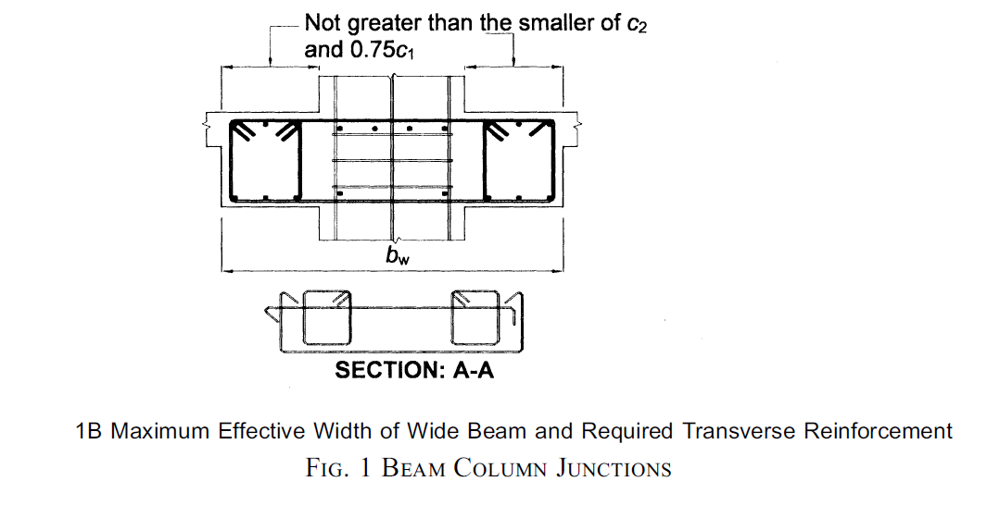 Not greater than the smaller of c₂
and 0.75c₁
b_w
SECTION: A-A
1B Maximum Effective Width of Wide Beam and Required Transverse Reinforcement
FIG. 1 BEAM COLUMN JUNCTIONS